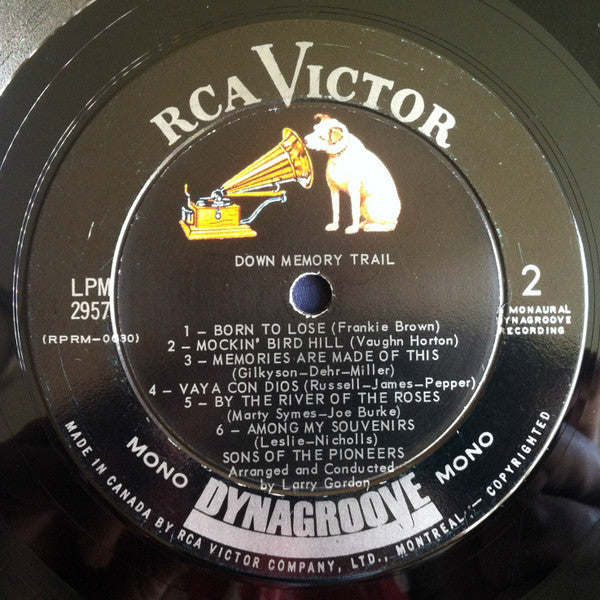 RCA VICTOR
DOWN MEMORY TRAIL
LPM
2957
(RPRM-0630)
2
A MONAURAL
DYNAGROOVE
RECORDING
1 – BORN TO LOSE (Frankie Brown)
2 – MOCKIN' BIRD HILL (Vaughn Horton)
3 – MEMORIES ARE MADE OF THIS
(Gilkyson-Dehr-Miller)
4 – VAYA CON DIOS (Russell-James-Pepper)
5 – BY THE RIVER OF THE ROSES
(Marty Symes-Joe Burke)
6 – AMONG MY SOUVENIRS
(Leslie-Nicholls)
SONS OF THE PIONEERS
Arranged and Conducted
by Larry Gordon
MONO DYNAGROOVE MONO
MADE IN CANADA BY RCA VICTOR COMPANY, LTD., MONTREAL — COPYRIGHTED